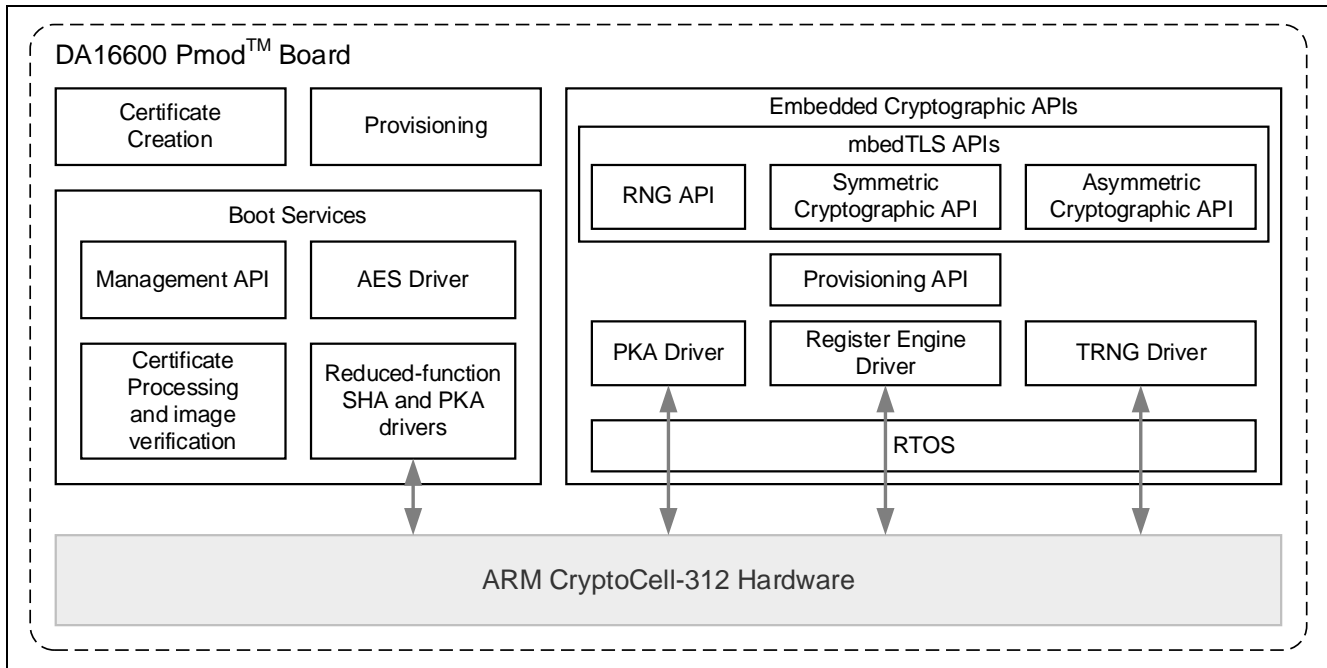 DA16600 Pmod™ Board
Certificate
Creation
Provisioning
Boot Services
Management API
AES Driver
Certificate
Processing
and image
verification
Reduced-function
SHA and PKA
drivers
Embedded Cryptographic APIs
mbedTLS APIs
RNG API
Symmetric
Cryptographic API
Asymmetric
Cryptographic API
Provisioning API
PKA Driver
Register Engine
Driver
TRNG Driver
RTOS
ARM CryptoCell-312 Hardware